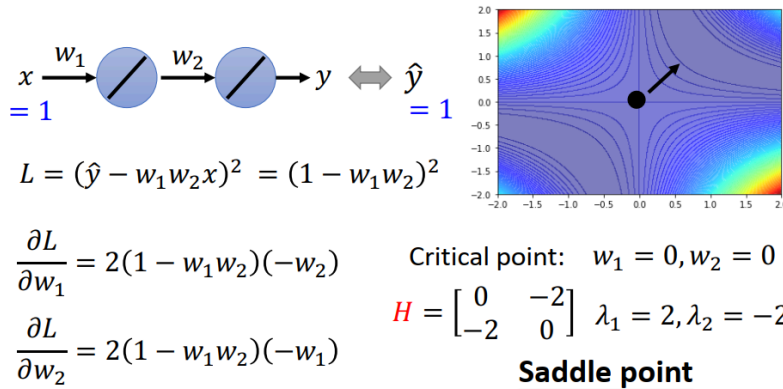 x w₁ w₂ y ⇔ ŷ
= 1 = 1
L = (ŷ − w₁w₂x)² = (1 − w₁w₂)²
∂L/∂w₁ = 2(1 − w₁w₂)(−w₂)
∂L/∂w₂ = 2(1 − w₁w₂)(−w₁)
2.0
1.5
1.0
0.5
0.0
−0.5
−1.0
−1.5
−2.0
−2.0 −1.5 −1.0 −0.5 0.0 0.5 1.0 1.5 2.0
Critical point: w₁ = 0, w₂ = 0
H = [0 −2; −2 0] λ₁ = 2, λ₂ = −2
Saddle point